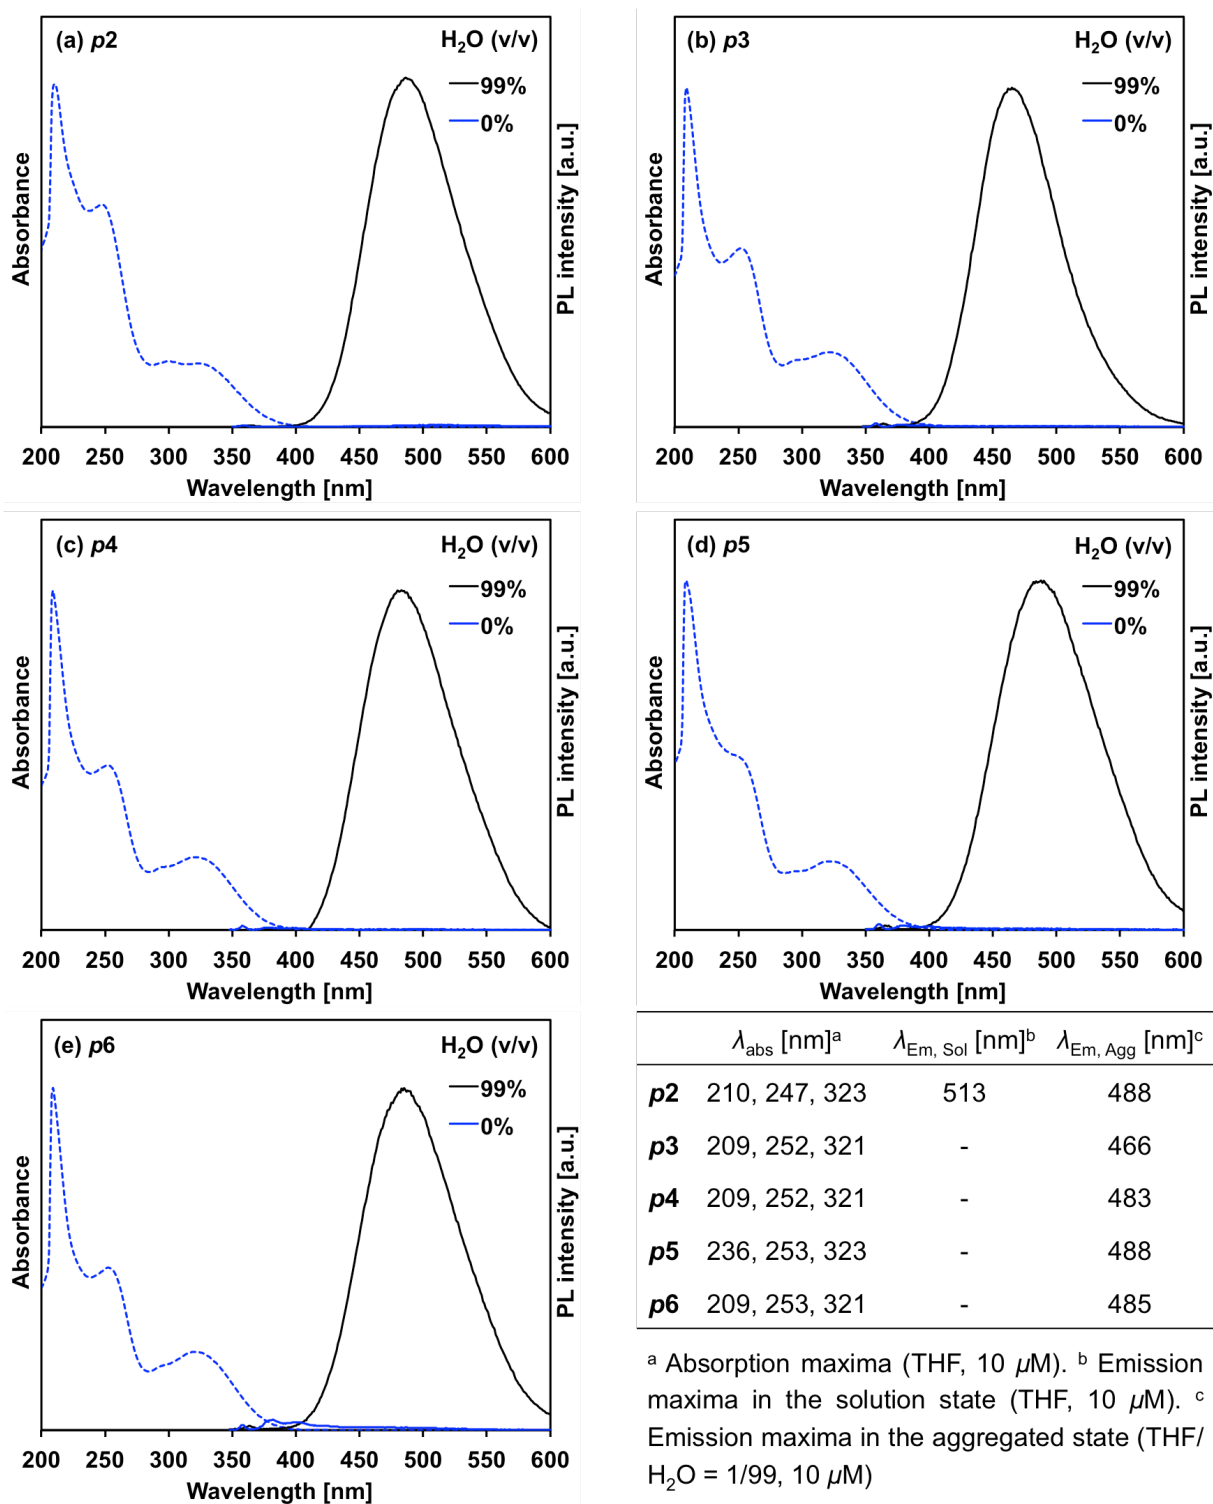 (a) p2
H2O (v/v)
99%
0%
Absorbance
PL intensity [a.u.]
200 250 300 350 400 450 500 550 600
Wavelength [nm]
(b) p3
H2O (v/v)
99%
0%
Absorbance
PL intensity [a.u.]
200 250 300 350 400 450 500 550 600
Wavelength [nm]
(c) p4
H2O (v/v)
99%
0%
Absorbance
PL intensity [a.u.]
200 250 300 350 400 450 500 550 600
Wavelength [nm]
(d) p5
H2O (v/v)
99%
0%
Absorbance
PL intensity [a.u.]
200 250 300 350 400 450 500 550 600
Wavelength [nm]
(e) p6
H2O (v/v)
99%
0%
Absorbance
PL intensity [a.u.]
200 250 300 350 400 450 500 550 600
Wavelength [nm]
λabs [nm]a λEm, Sol [nm]b λEm, Agg [nm]c
p2 210, 247, 323 513 488
p3 209, 252, 321 - 466
p4 209, 252, 321 - 483
p5 236, 253, 323 - 488
p6 209, 253, 321 - 485
a Absorption maxima (THF, 10 µM). b Emission
maxima in the solution state (THF, 10 µM). c
Emission maxima in the aggregated state (THF/
H2O = 1/99, 10 µM)